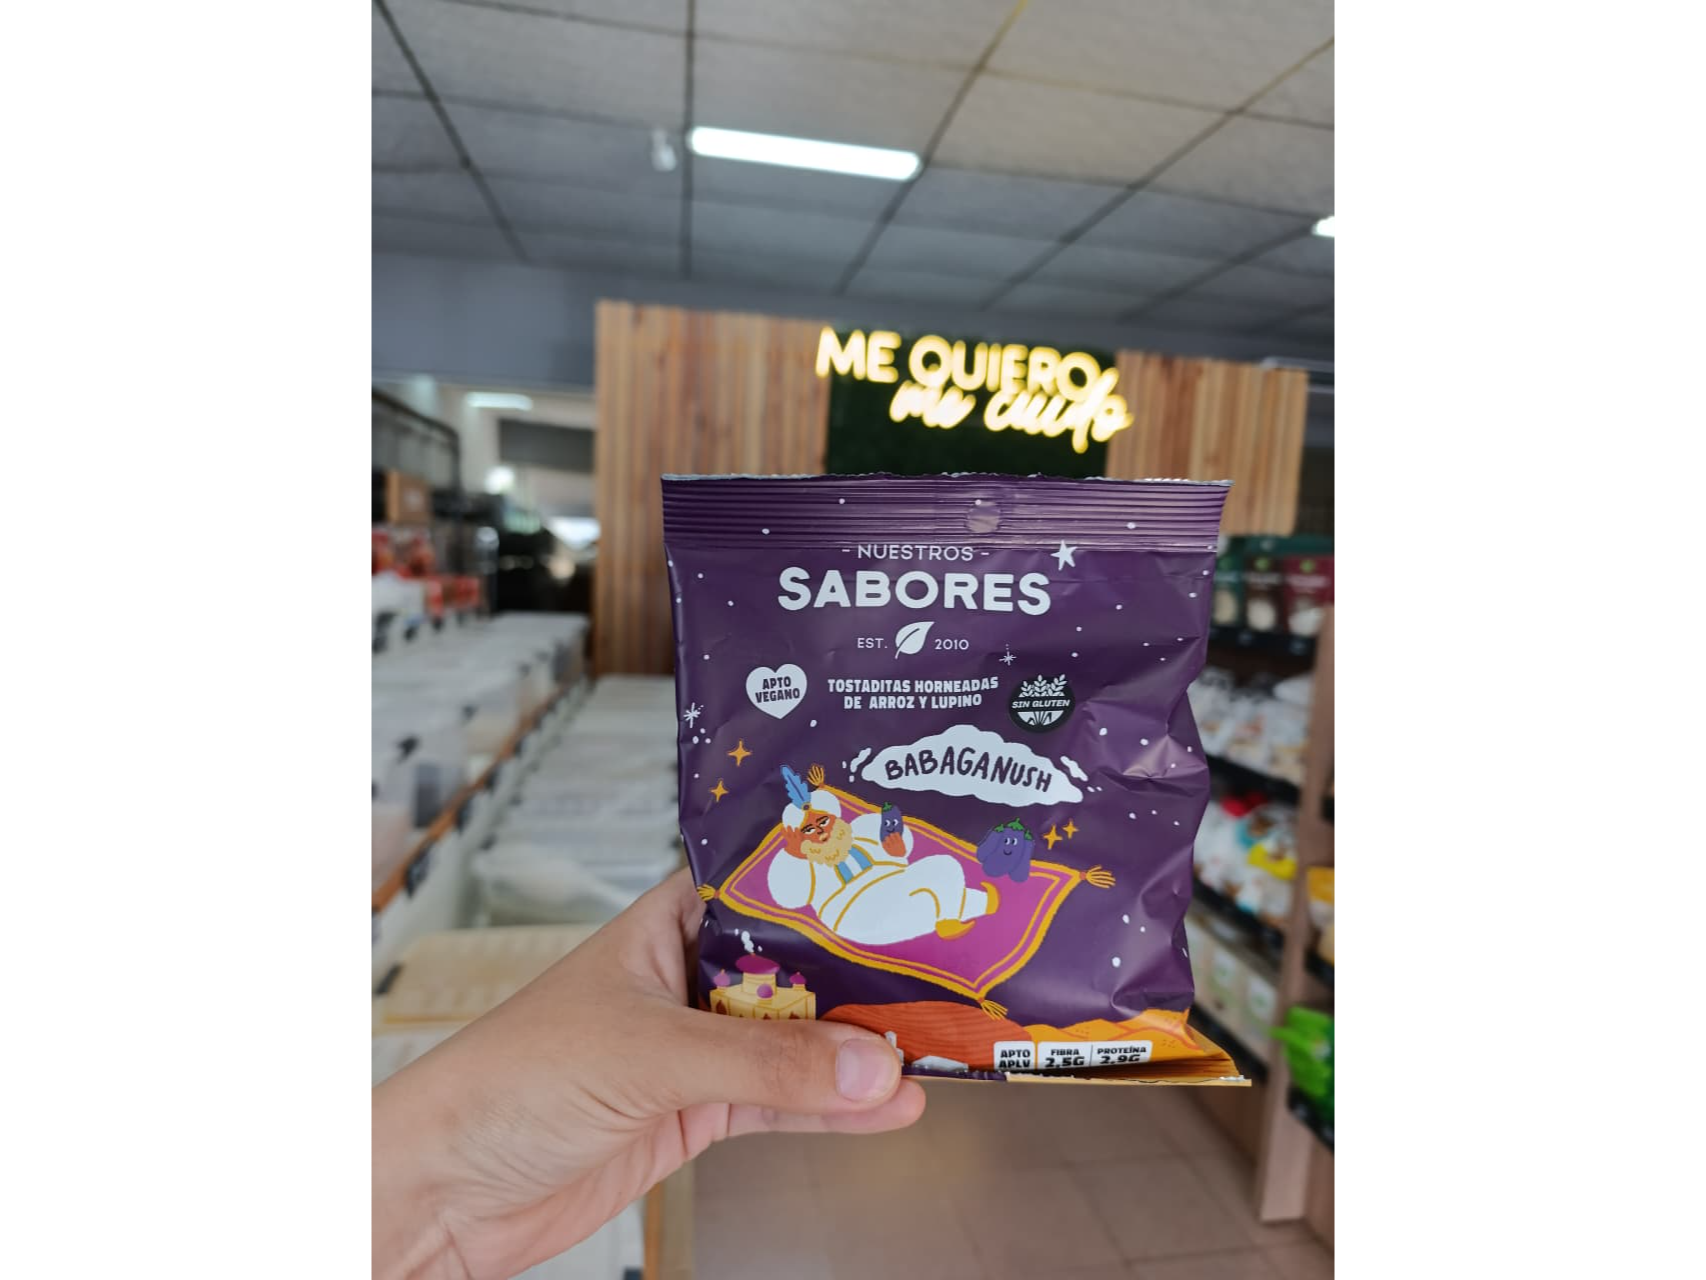 ME QUIERO
me cuido
- NUESTROS -
SABORES
EST. 2010
APTO
VEGANO
TOSTADITAS HORNEADAS
DE ARROZ Y LUPINO
SIN GLUTEN
BABAGANUSH
APTO
APLV
FIBRA
2,5G
PROTEÍNA
2,9G